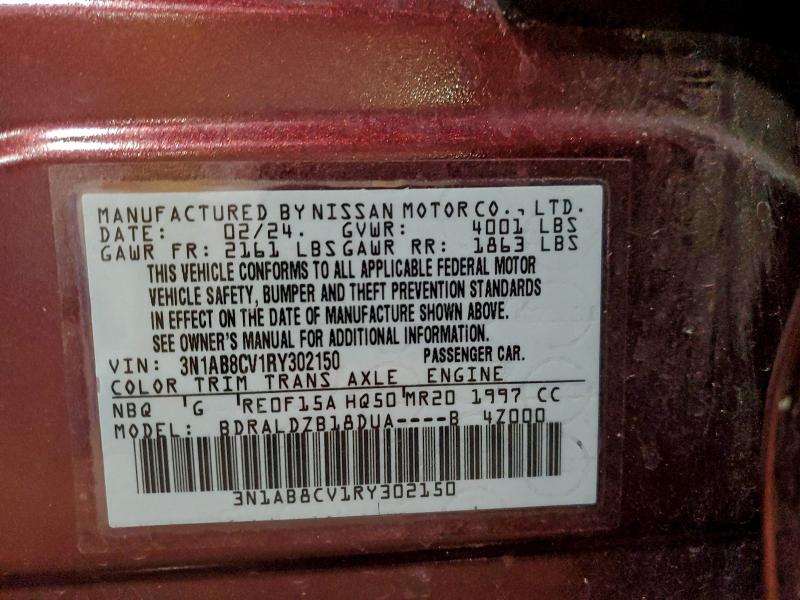 MANUFACTURED BY NISSAN MOTOR CO., LTD.
DATE: 02/24. GVWR: 4001 LBS
GAWR FR: 2161 LBS GAWR RR: 1863 LBS
THIS VEHICLE CONFORMS TO ALL APPLICABLE FEDERAL MOTOR
VEHICLE SAFETY, BUMPER AND THEFT PREVENTION STANDARDS
IN EFFECT ON THE DATE OF MANUFACTURE SHOWN ABOVE.
SEE OWNER'S MANUAL FOR ADDITIONAL INFORMATION.
VIN: 3N1AB8CV1RY302150 PASSENGER CAR.
COLOR TRIM TRANS AXLE ENGINE
NBQ G RE0F15A HQ50 MR20 1997 CC
MODEL: BDRALDZB18DUA----B 4Z000
3N1AB8CV1RY302150